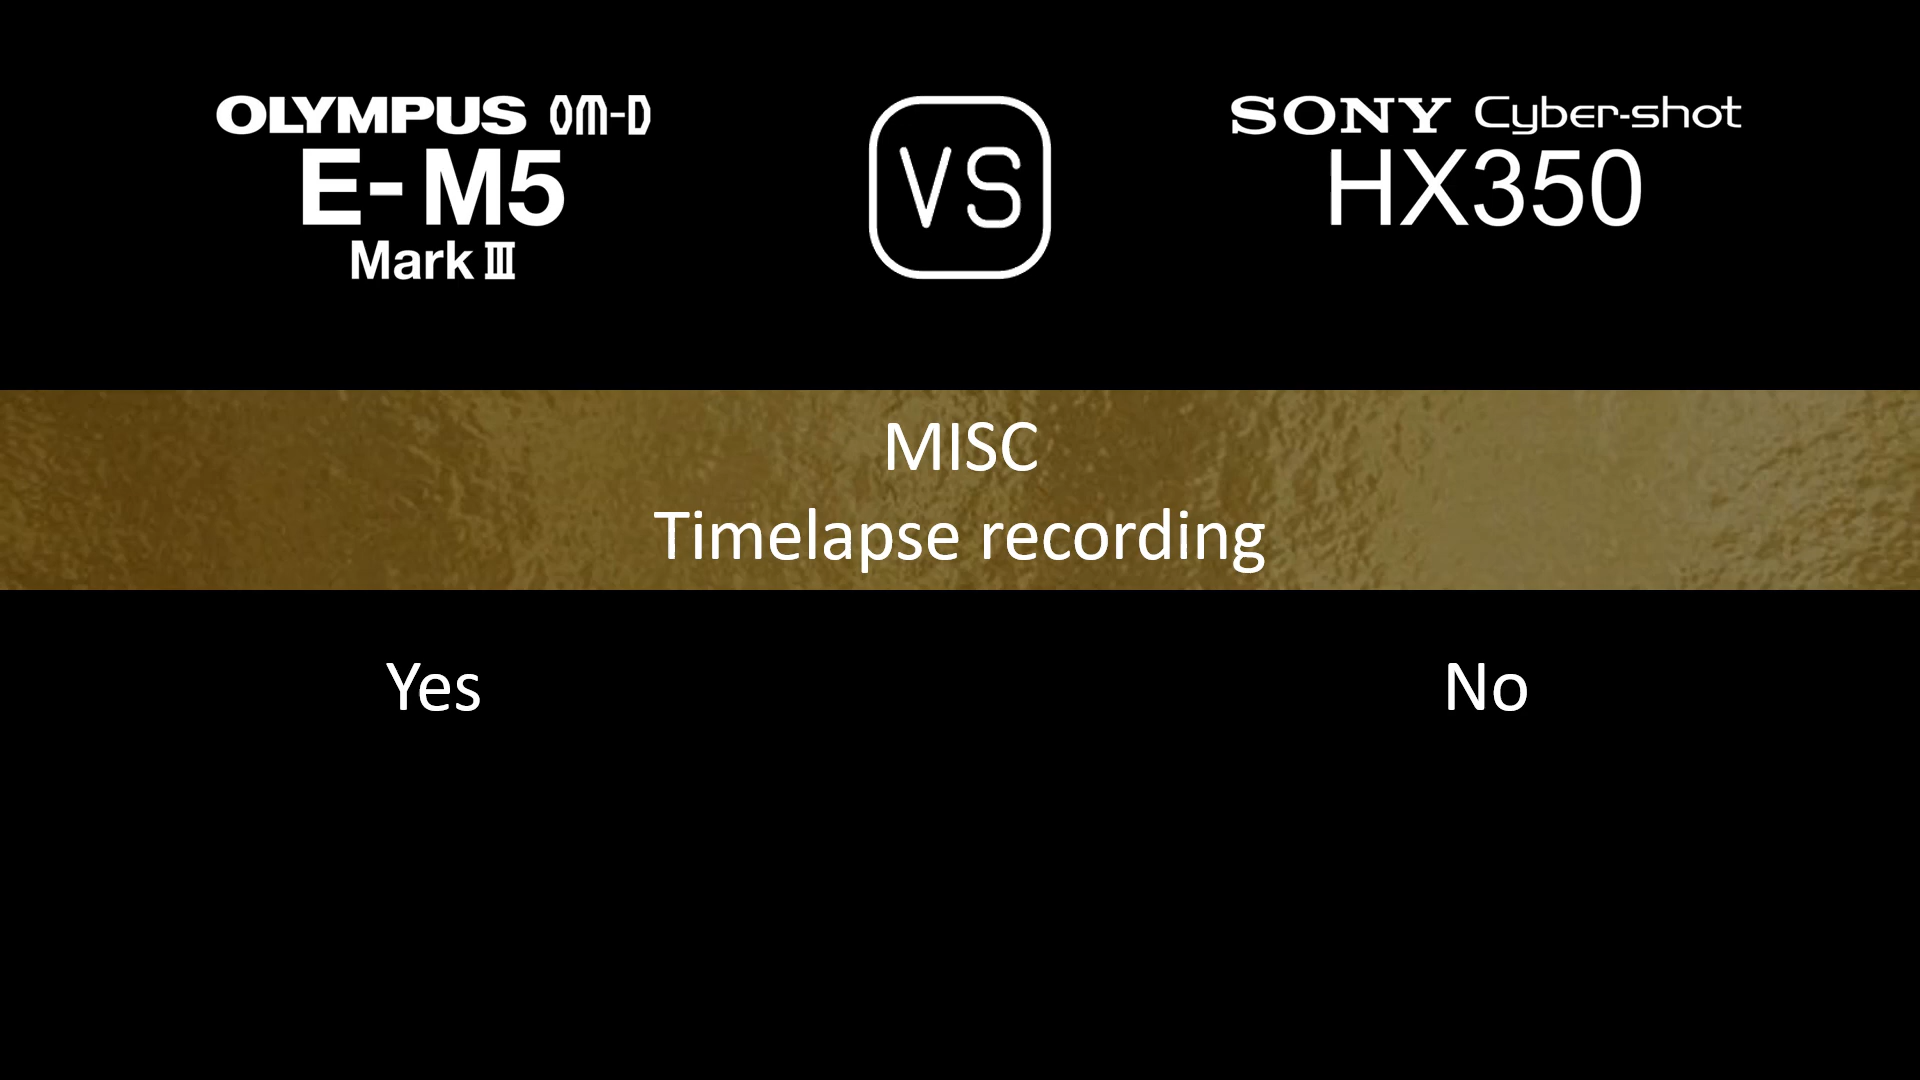 OLYMPUS OM-D
E-M5
Mark III
VS
SONY Cyber-shot
HX350
MISC
Timelapse recording
Yes
No